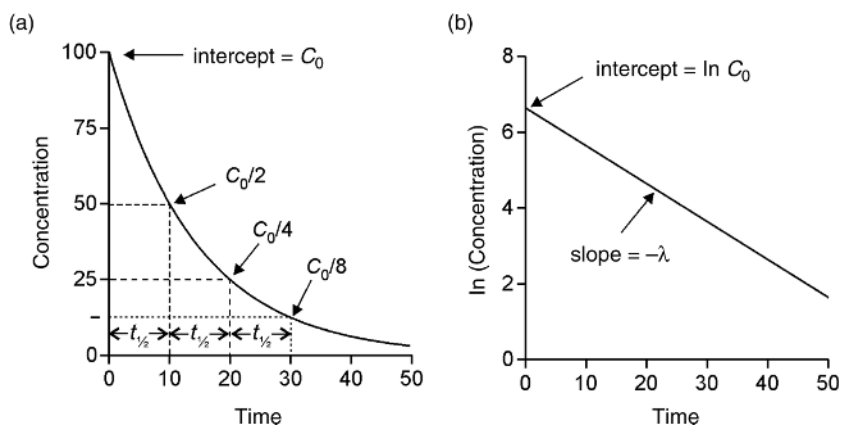 (a)
100
75
50
25
0
Concentration
intercept = C₀
C₀/2
C₀/4
C₀/8
t½ t½ t½
0 10 20 30 40 50
Time
(b)
8
6
4
2
0
ln (Concentration)
intercept = ln C₀
slope = –λ
0 10 20 30 40 50
Time